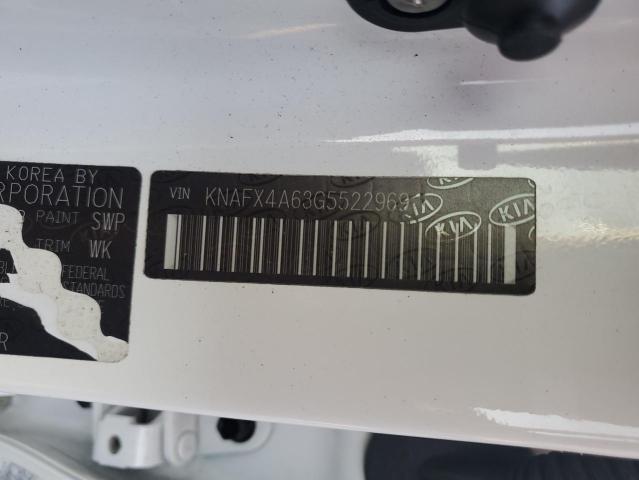 KOREA BY
RPORATION
PAINT SWP
TRIM WK
FEDERAL
STANDARDS
R
VIN KNAFX4A63G5522969
KIA
KIA
KIA